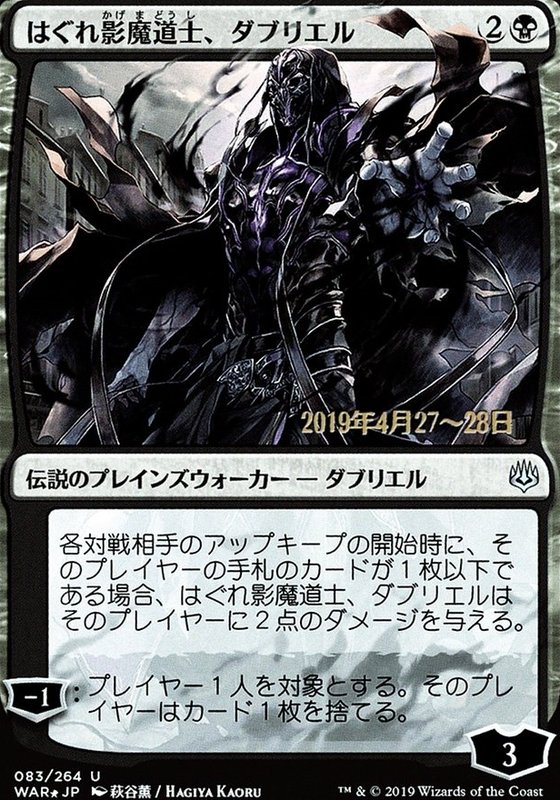 はぐれ影魔道士、ダブリエル 2
かげまどうし
2019年4月27～28日
伝説のプレインズウォーカー — ダブリエル
各対戦相手のアップキープの開始時に、そ
のプレイヤーの手札のカードが１枚以下で
ある場合、はぐれ影魔道士、ダブリエルは
そのプレイヤーに２点のダメージを与える。
-1：プレイヤー１人を対象とする。そのプレ
イヤーはカード１枚を捨てる。
3
083/264 U
WAR★JP 萩谷薫 / HAGIYA KAORU
™ & © 2019 Wizards of the Coast